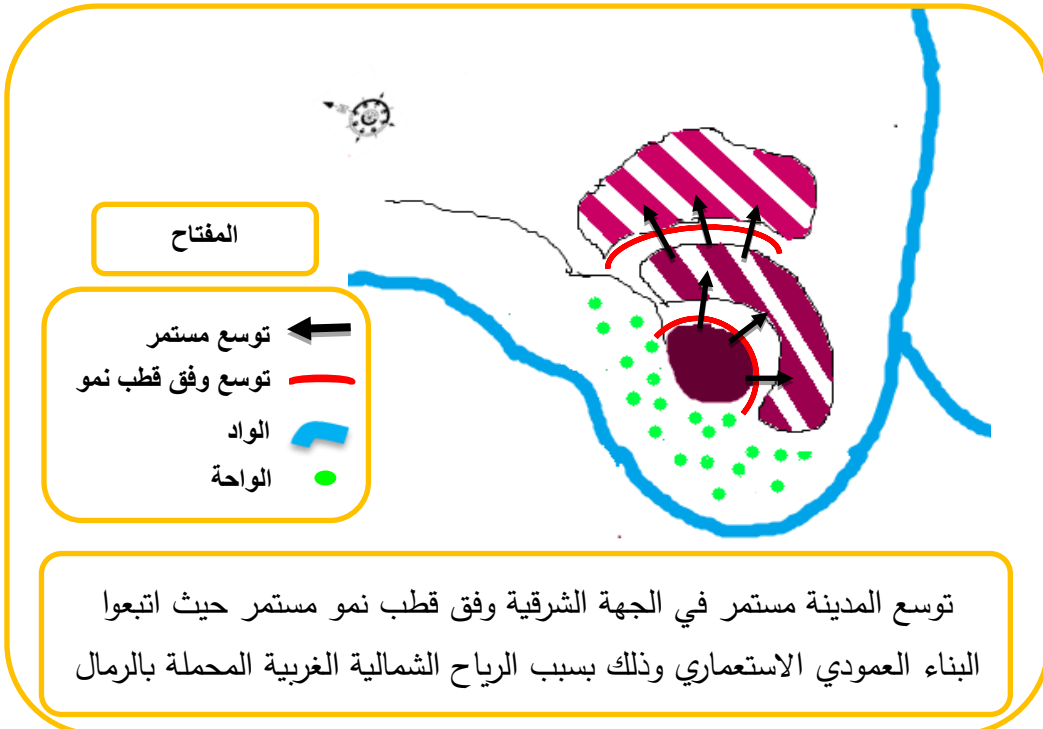 المفتاح
توسع مستمر
توسع وفق قطب نمو
الواد
الواحة
توسع المدينة مستمر في الجهة الشرقية وفق قطب نمو مستمر حيث اتبعوا
البناء العمودي الاستعماري وذلك بسبب الرياح الشمالية الغربية المحملة بالرمال